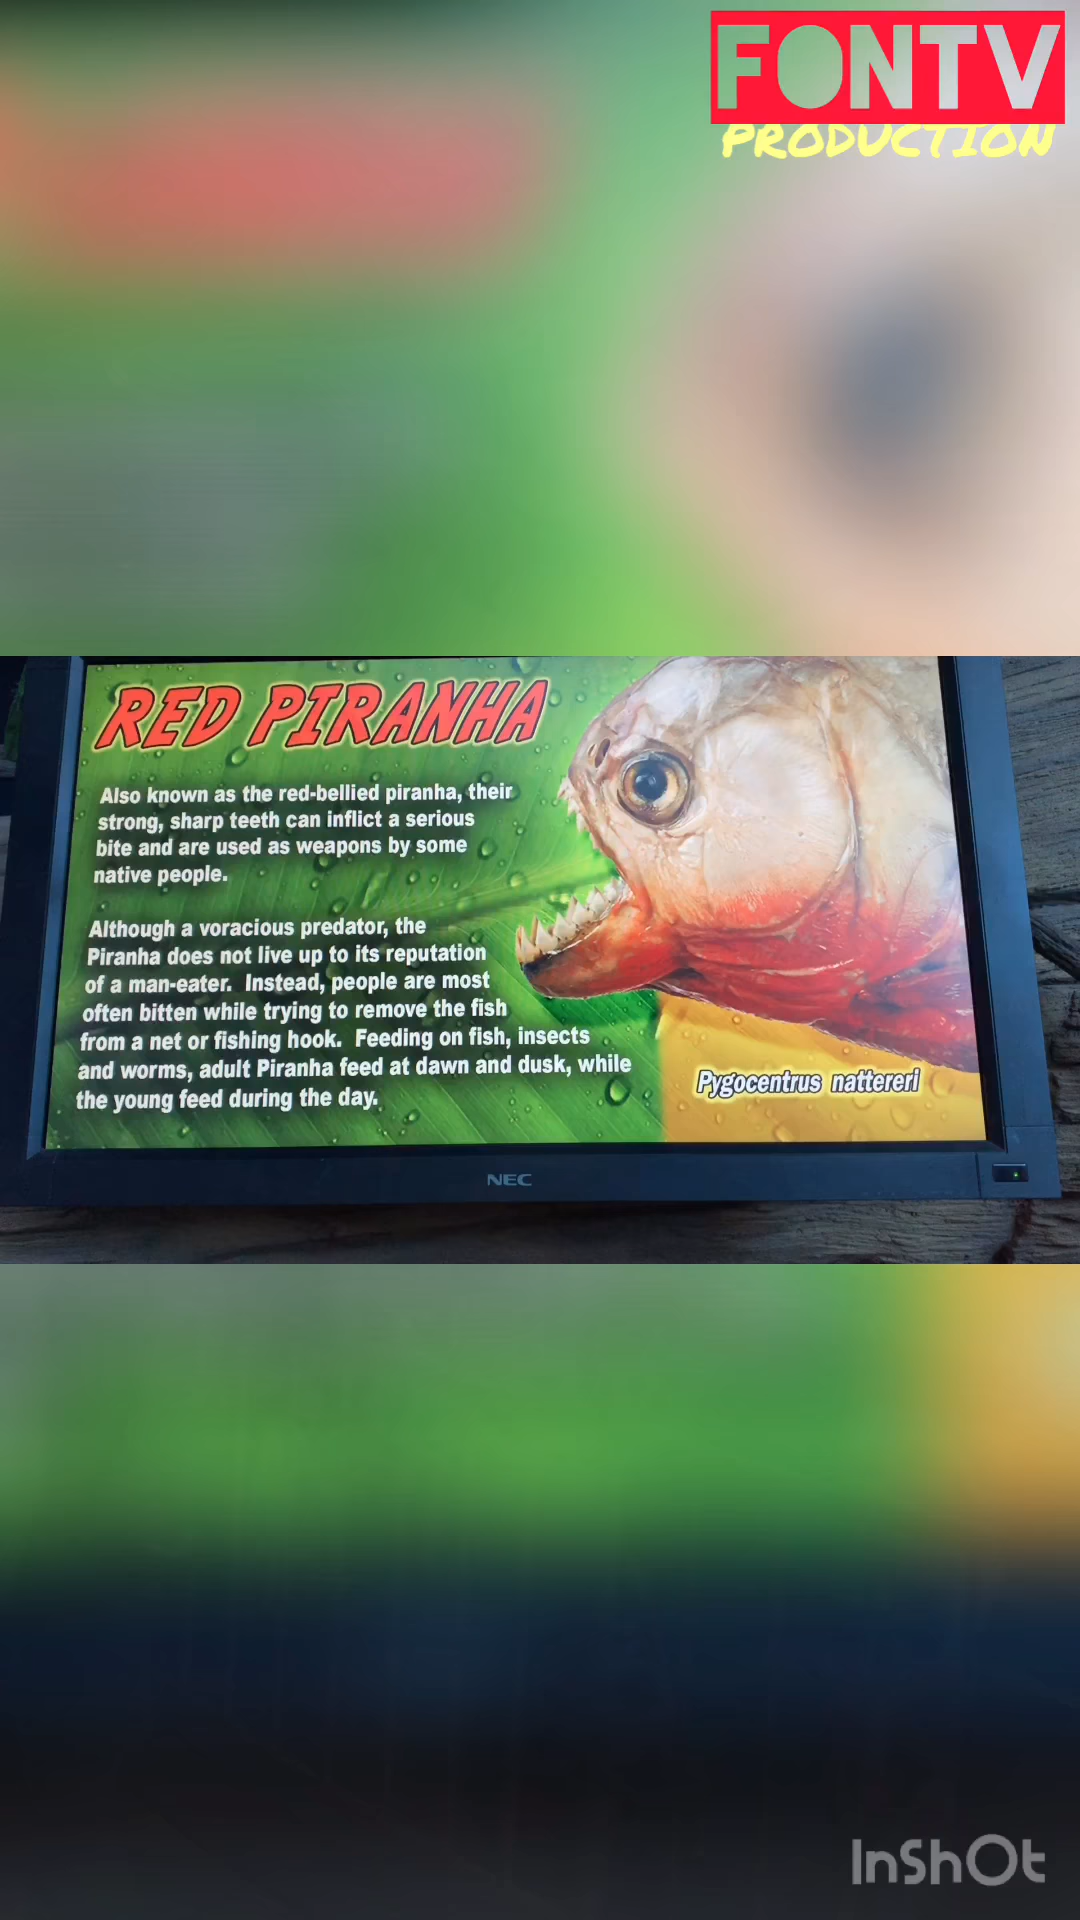 FONTV
PRODUCTION
RED PIRANHA
Also known as the red-bellied piranha, their
strong, sharp teeth can inflict a serious
bite and are used as weapons by some
native people.
Although a voracious predator, the
Piranha does not live up to its reputation
of a man-eater. Instead, people are most
often bitten while trying to remove the fish
from a net or fishing hook. Feeding on fish, insects
and worms, adult Piranha feed at dawn and dusk, while
the young feed during the day.
Pygocentrus nattereri
NEC
InShOt